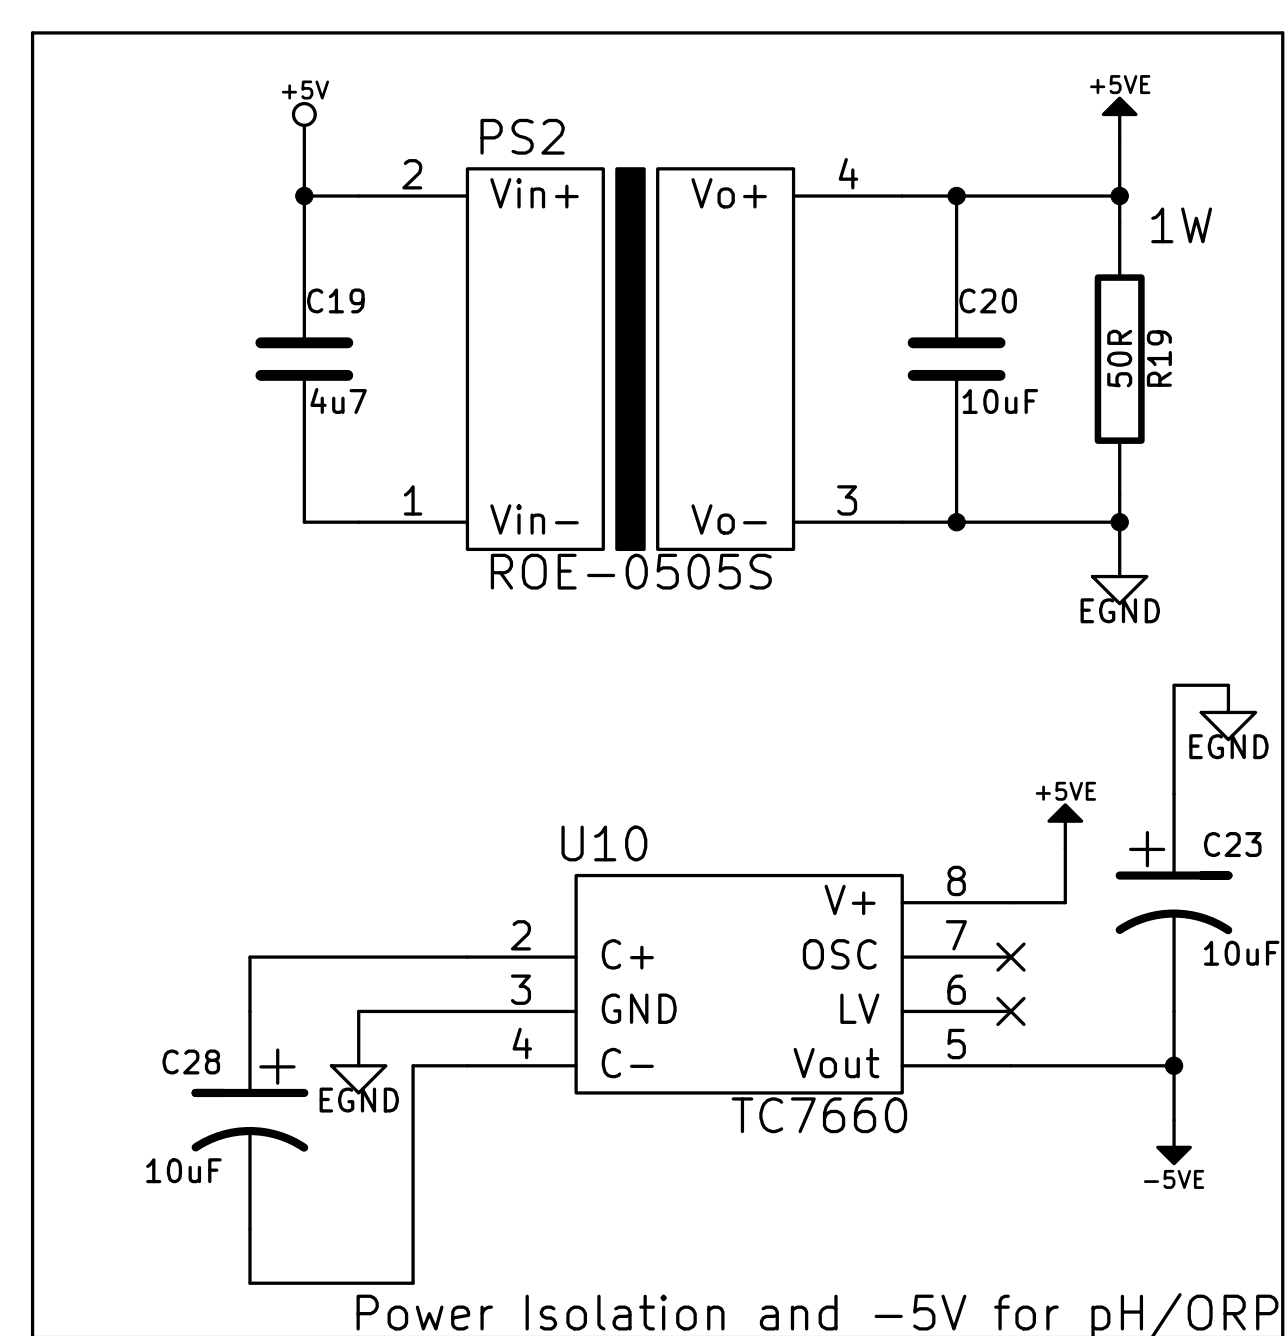 +5V
+5VE
PS2
2
Vin+
Vo+
4
1W
C19
C20
50R
R19
4u7
10uF
1
Vin-
Vo-
3
ROE-0505S
EGND
EGND
+5VE
U10
C23
V+
8
2
C+
OSC
7
10uF
3
GND
LV
6
4
C-
Vout
5
C28
EGND
TC7660
10uF
-5VE
Power Isolation and -5V for pH/ORP